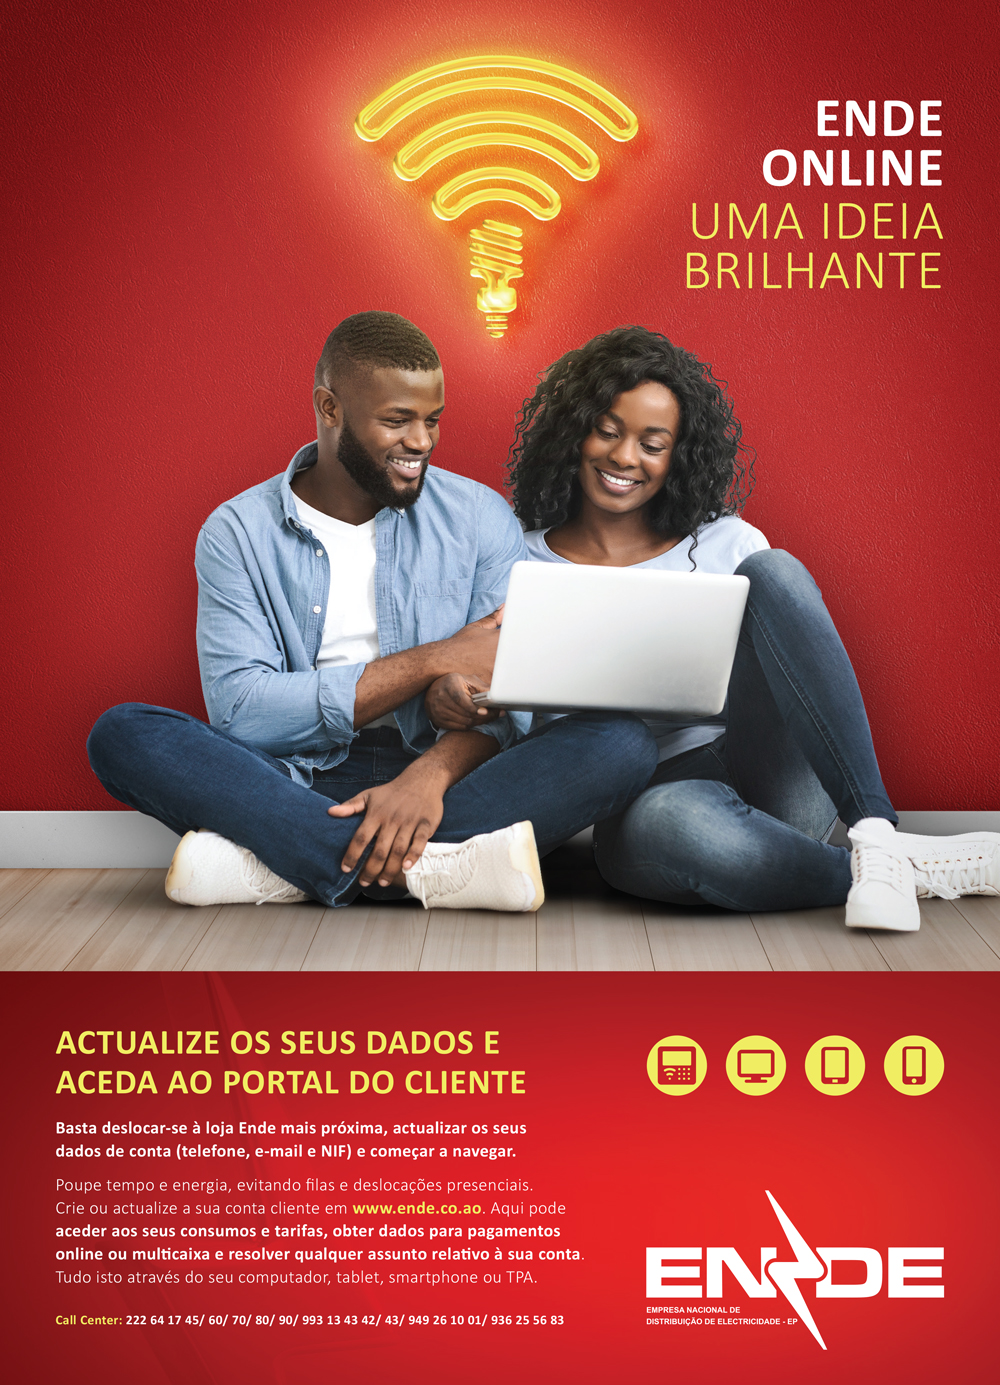 ENDE
ONLINE
UMA IDEIA
BRILHANTE
ACTUALIZE OS SEUS DADOS E
ACEDA AO PORTAL DO CLIENTE
Basta deslocar-se à loja Ende mais próxima, actualizar os seus
dados de conta (telefone, e-mail e NIF) e começar a navegar.
Poupe tempo e energia, evitando filas e deslocações presenciais.
Crie ou actualize a sua conta cliente em www.ende.co.ao. Aqui pode
aceder aos seus consumos e tarifas, obter dados para pagamentos
online ou multicaixa e resolver qualquer assunto relativo à sua conta.
Tudo isto através do seu computador, tablet, smartphone ou TPA.
Call Center: 222 64 17 45/ 60/ 70/ 80/ 90/ 993 13 43 42/ 43/ 949 26 10 01/ 936 25 56 83
ENDE
EMPRESA NACIONAL DE
DISTRIBUIÇÃO DE ELECTRICIDADE - EP